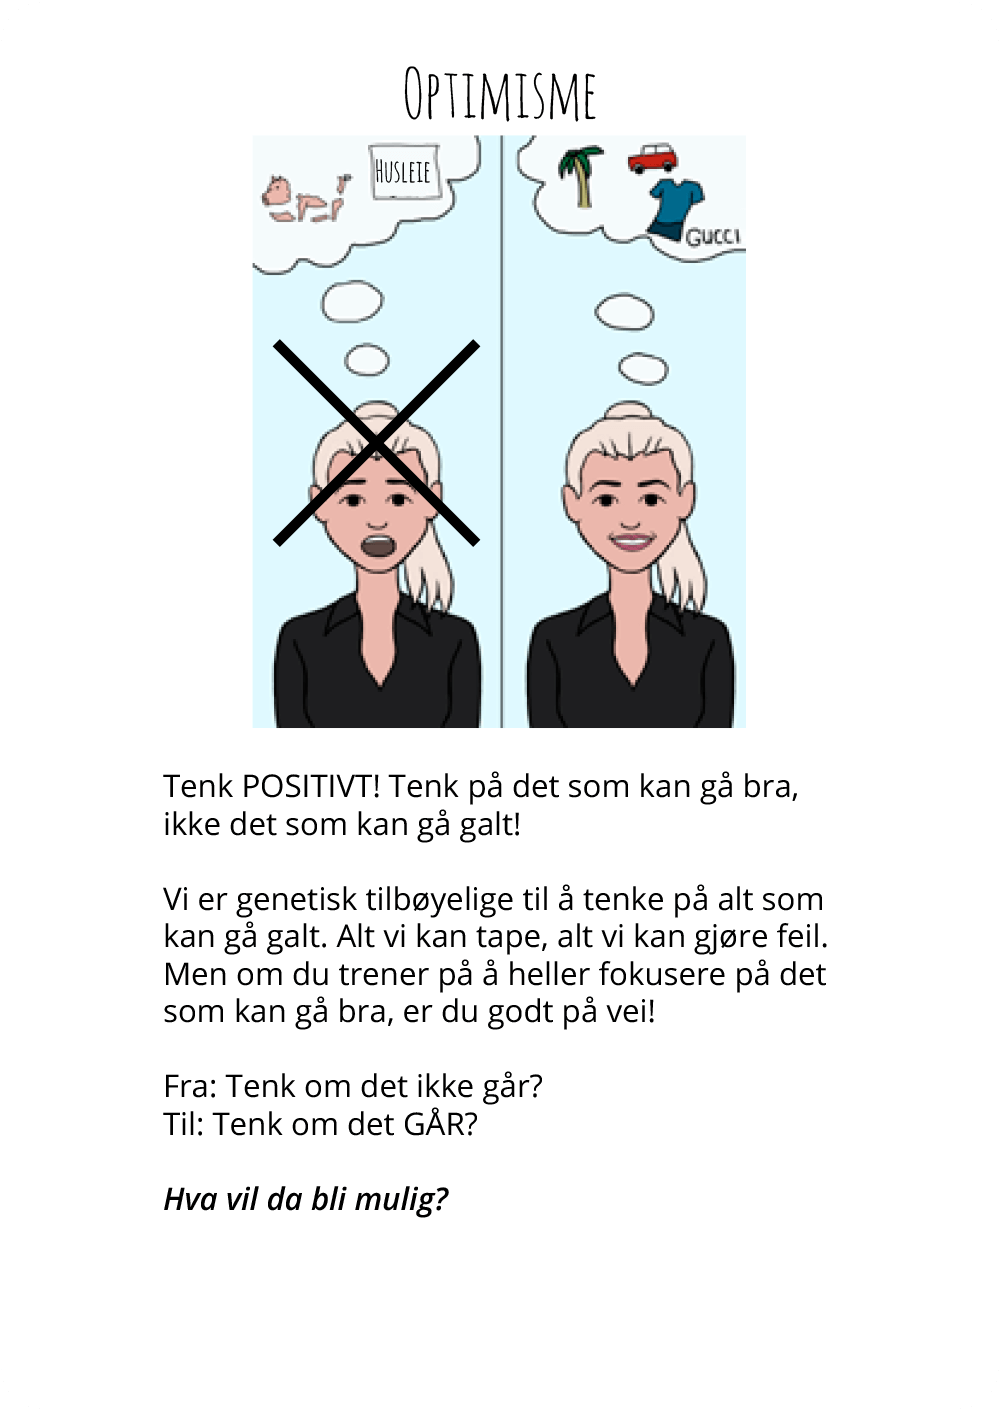 Optimisme
Husleie
GUCCI
Tenk POSITIVT! Tenk på det som kan gå bra,
ikke det som kan gå galt!
Vi er genetisk tilbøyelige til å tenke på alt som
kan gå galt. Alt vi kan tape, alt vi kan gjøre feil.
Men om du trener på å heller fokusere på det
som kan gå bra, er du godt på vei!
Fra: Tenk om det ikke går?
Til: Tenk om det GÅR?
Hva vil da bli mulig?